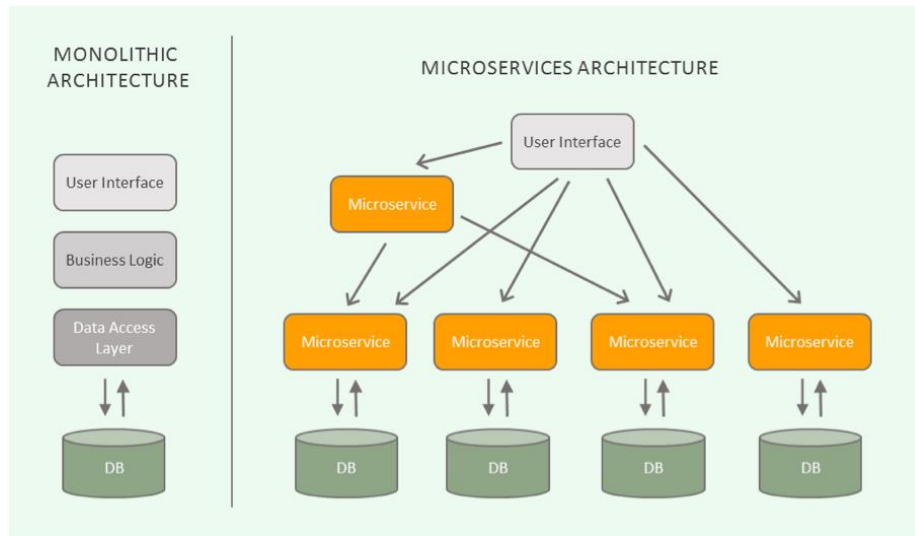 MONOLITHIC
ARCHITECTURE
User Interface
Business Logic
Data Access
Layer
DB
MICROSERVICES ARCHITECTURE
User Interface
Microservice
Microservice
Microservice
Microservice
Microservice
DB
DB
DB
DB